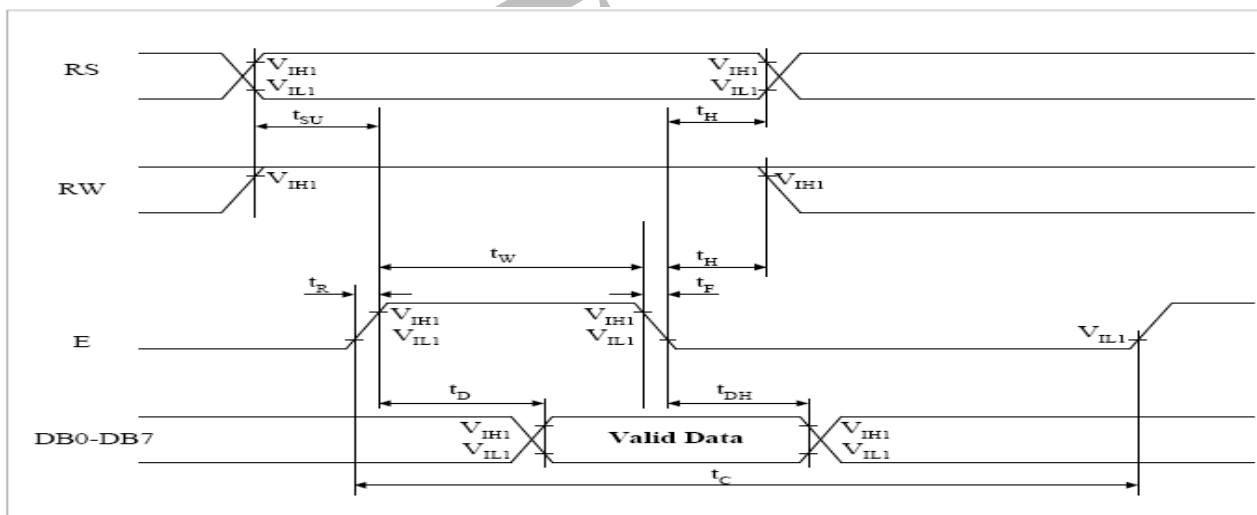 RS VIH1 VIL1 VIH1 VIL1
tSU tH
RW VIH1 VIH1
tW tH
tR tF
E VIH1 VIL1 VIH1 VIL1 VIL1
tD tDH
DB0-DB7 VIH1 VIL1 Valid Data VIH1 VIL1
tC